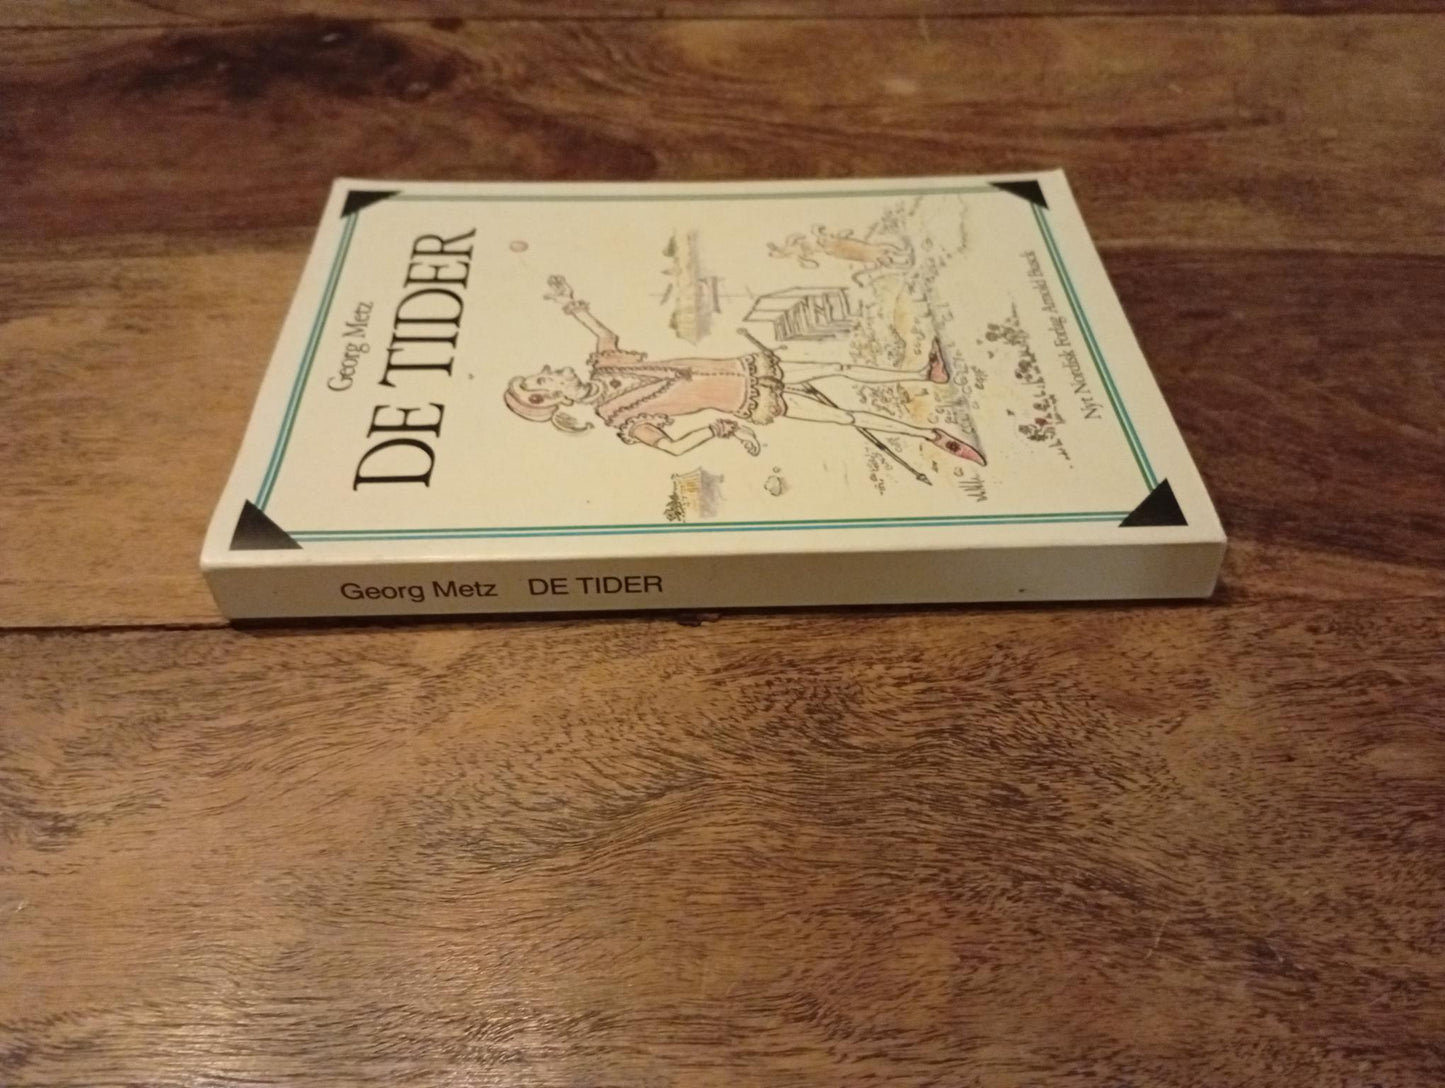 Georg Metz
DE TIDER
Nyt Nordisk Forlag Arnold Busck
Georg Metz DE TIDER